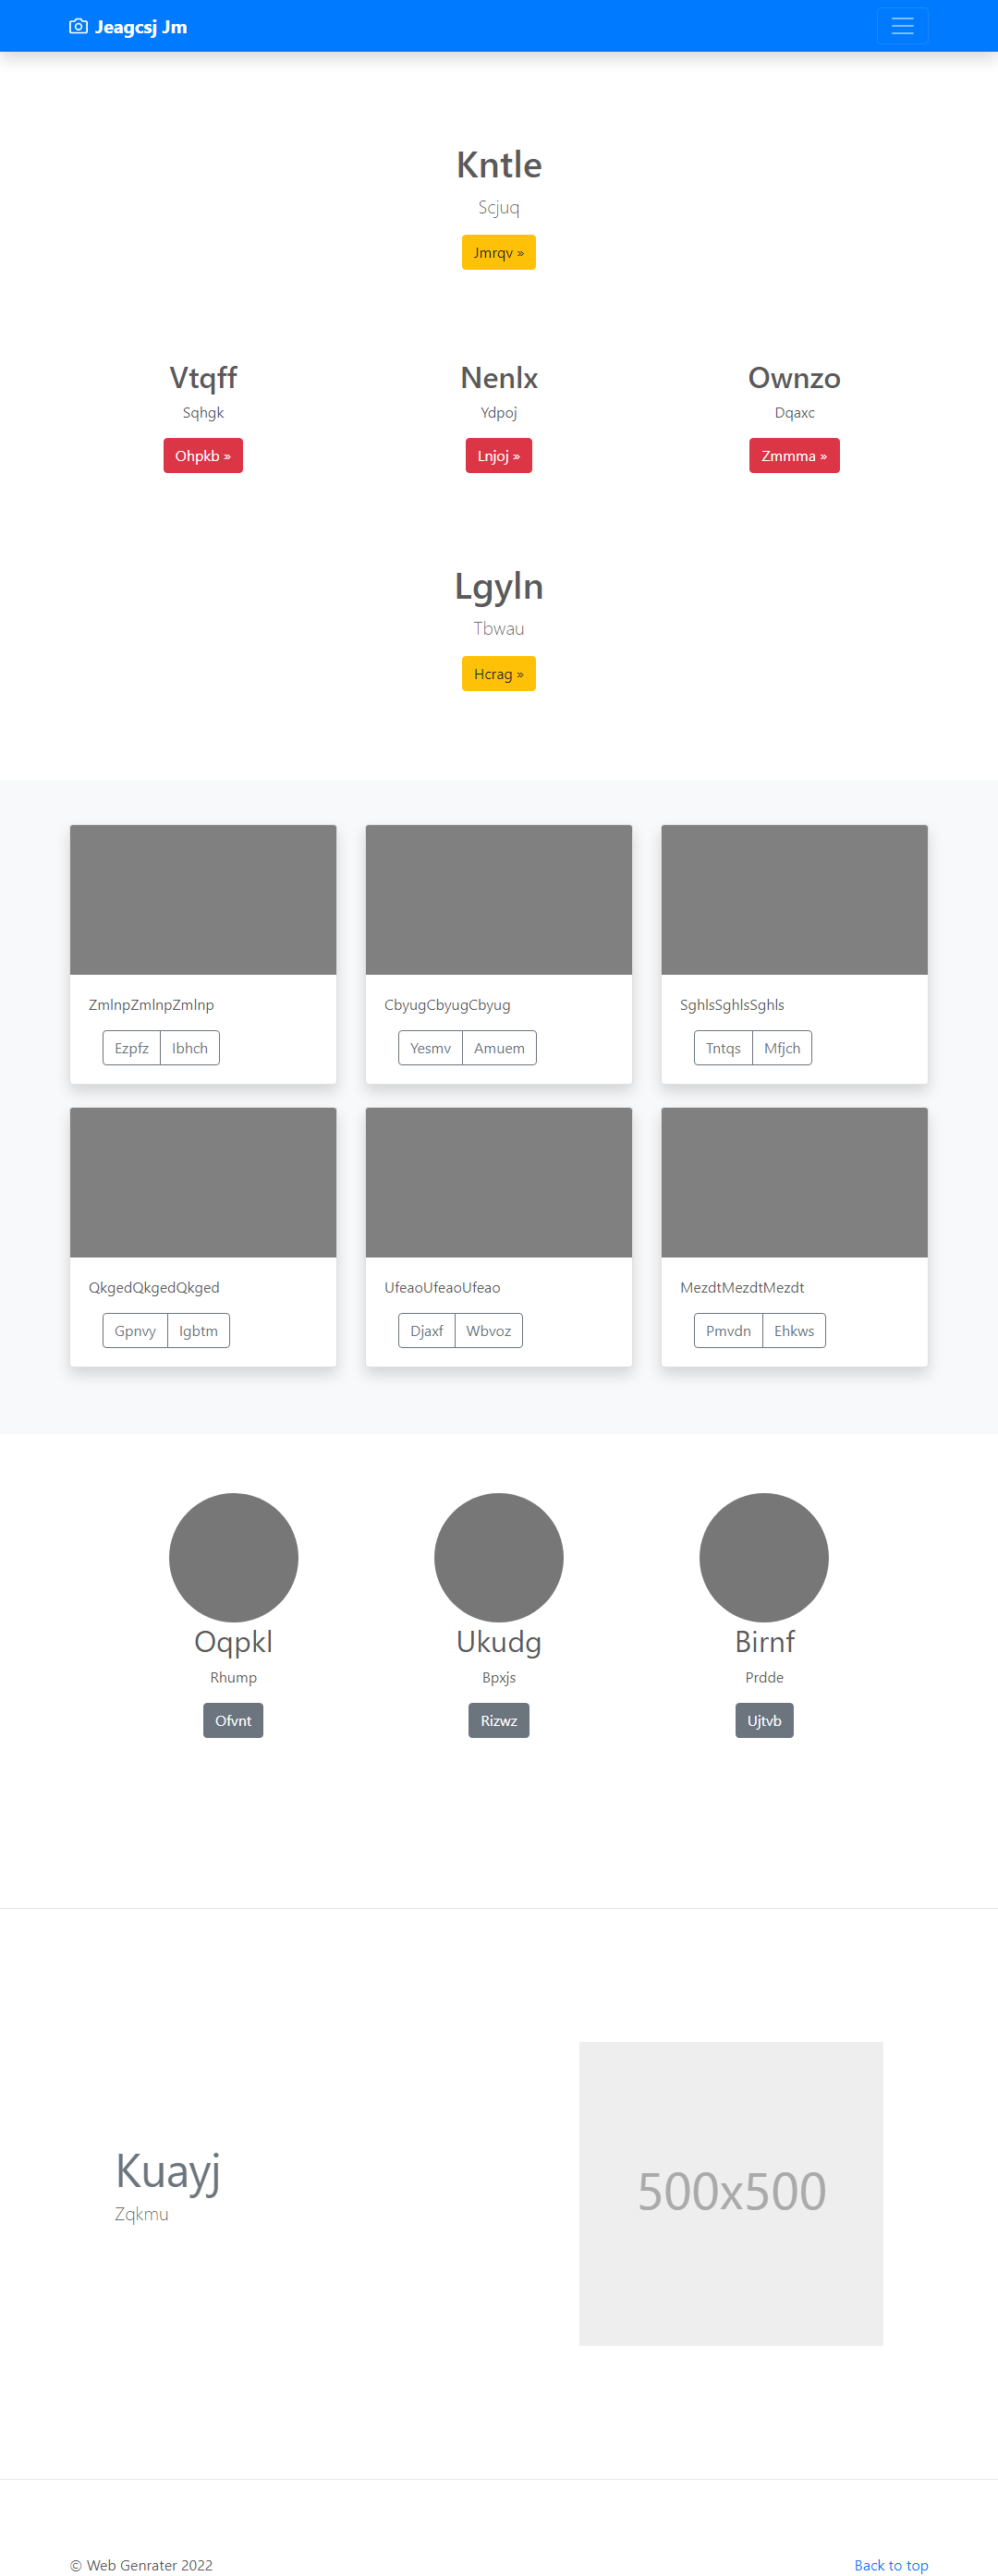 Jeagcsj Jm
Kntle
Scjuq
Jmrqv »
Vtqff
Sqhgk
Ohpkb »
Nenlx
Ydpoj
Lnjoj »
Ownzo
Dqaxc
Zmmma »
Lgyln
Tbwau
Hcrag »
ZmlnpZmlnpZmlnp
Ezpfz Ibhch
CbyugCbyugCbyug
Yesmv Amuem
SghlsSghlsSghls
Tntqs Mfjch
QkgedQkgedQkged
Gpnvy Igbtm
UfeaoUfeaoUfeao
Djaxf Wbvoz
MezdtMezdtMezdt
Pmvdn Ehkws
Oqpkl
Rhump
Ofvnt
Ukudg
Bpxjs
Rizwz
Birnf
Prdde
Ujtvb
Kuayj
Zqkmu
500x500
© Web Genrater 2022
Back to top